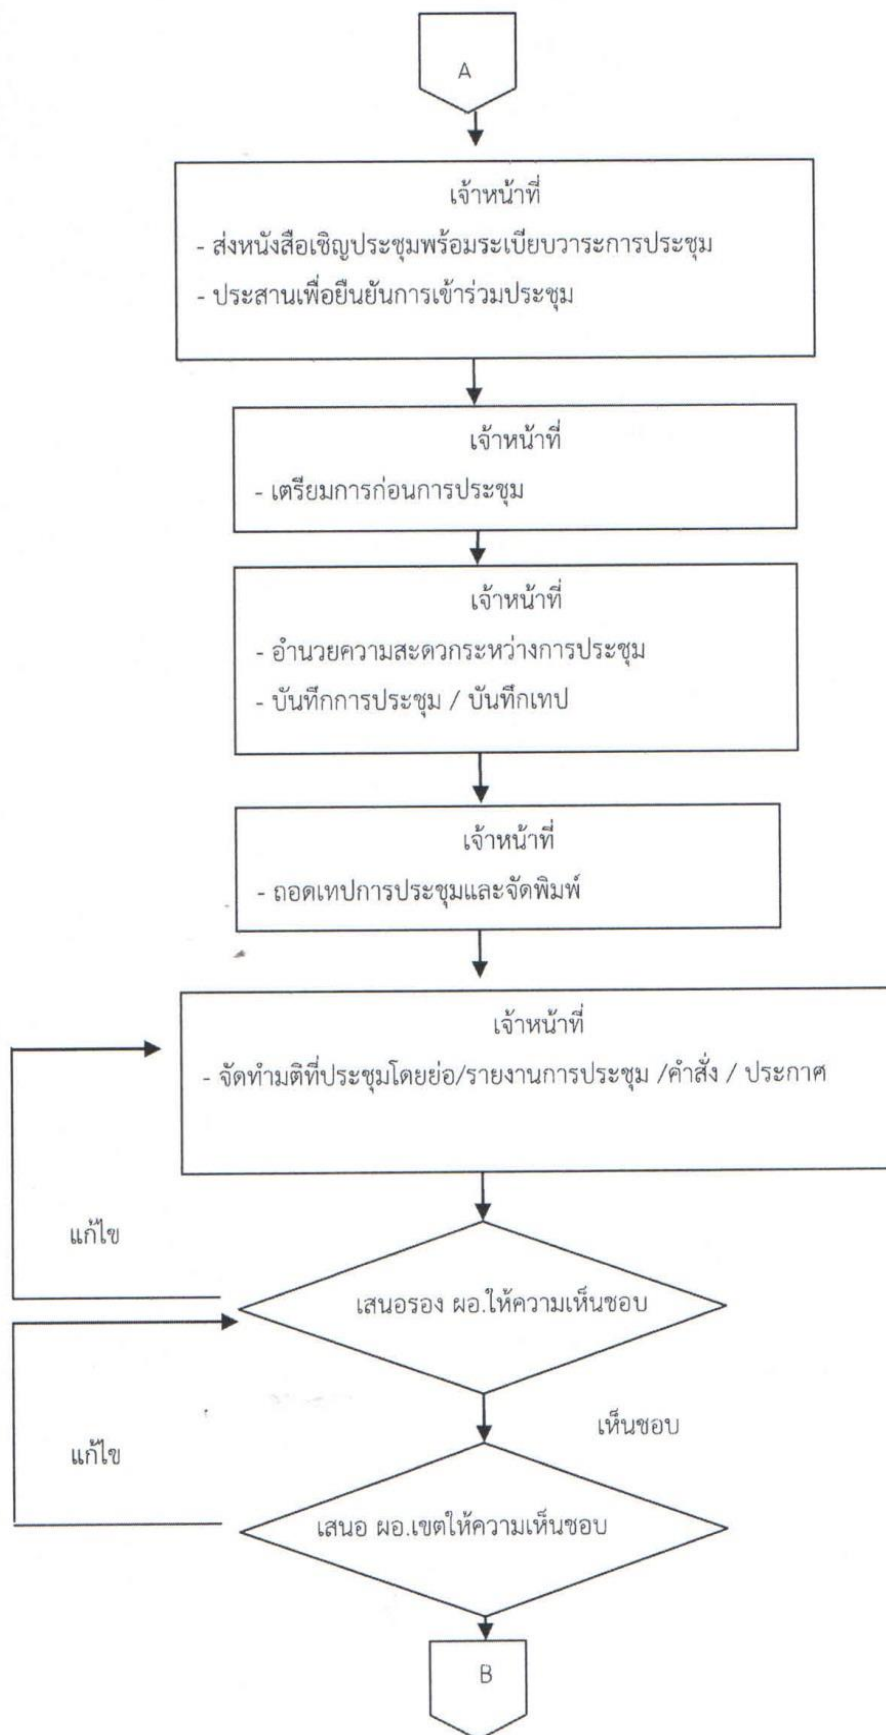 A
เจ้าหน้าที่
- ส่งหนังสือเชิญประชุมพร้อมระเบียบวาระการประชุม
- ประสานเพื่อยืนยันการเข้าร่วมประชุม
เจ้าหน้าที่
- เตรียมการก่อนการประชุม
เจ้าหน้าที่
- อำนวยความสะดวกระหว่างการประชุม
- บันทึกการประชุม / บันทึกเทป
เจ้าหน้าที่
- ถอดเทปการประชุมและจัดพิมพ์
เจ้าหน้าที่
- จัดทำมติที่ประชุมโดยย่อ/รายงานการประชุม /คำสั่ง / ประกาศ
แก้ไข
เสนอรอง ผอ.ให้ความเห็นชอบ
เห็นชอบ
แก้ไข
เสนอ ผอ.เขตให้ความเห็นชอบ
B